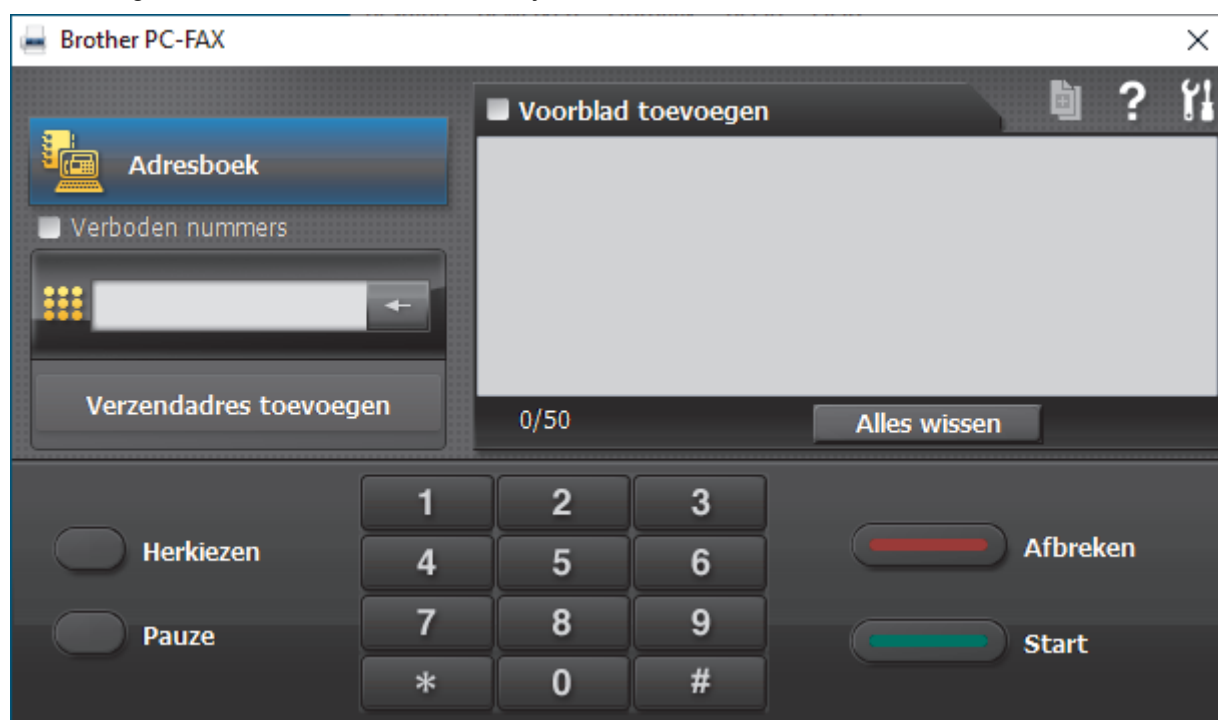 Brother PC-FAX
Adresboek
Verboden nummers
Verzendadres toevoegen
Voorblad toevoegen
?
0/50
Alles wissen
Herkiezen
Pauze
1 2 3
4 5 6
7 8 9
* 0 #
Afbreken
Start